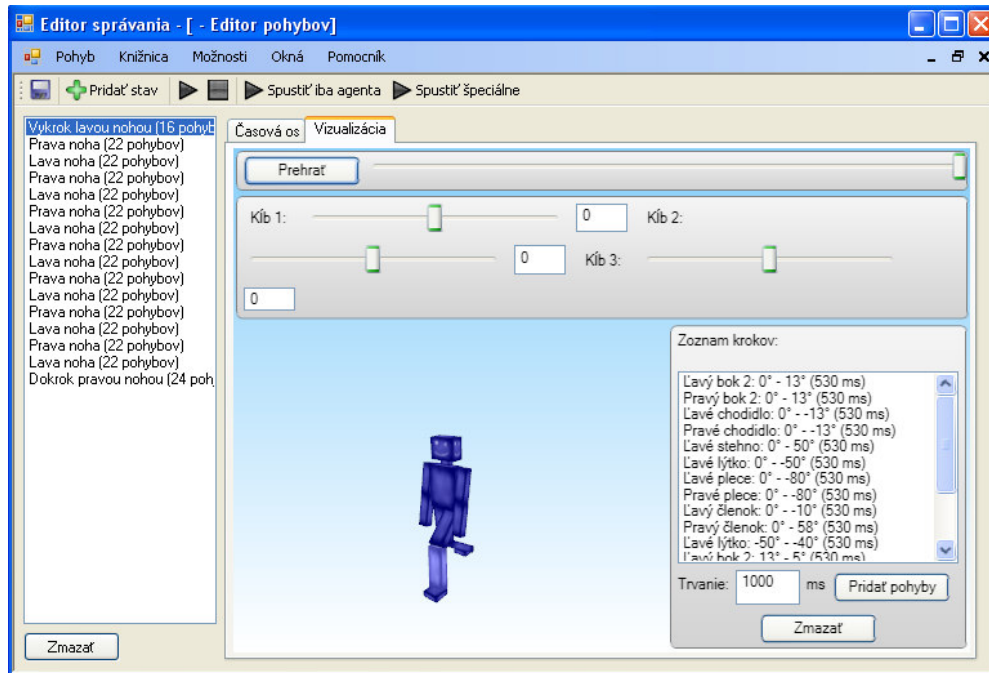 Editor správania - [ - Editor pohybov]
Pohyb Knižnica Možnosti Okná Pomocník
Pridať stav Spustiť iba agenta Spustiť špeciálne
Vykrok lavou nohou (16 pohyb
Prava noha (22 pohybov)
Lava noha (22 pohybov)
Prava noha (22 pohybov)
Lava noha (22 pohybov)
Prava noha (22 pohybov)
Lava noha (22 pohybov)
Prava noha (22 pohybov)
Lava noha (22 pohybov)
Prava noha (22 pohybov)
Lava noha (22 pohybov)
Prava noha (22 pohybov)
Lava noha (22 pohybov)
Prava noha (22 pohybov)
Lava noha (22 pohybov)
Dokrok pravou nohou (24 poh
Zmazať
Časová os Vizualizácia
Prehrať
Kĺb 1: 0 Kĺb 2:
0 Kĺb 3:
0
Zoznam krokov:
Ľavý bok 2: 0° - 13° (530 ms)
Pravý bok 2: 0° - 13° (530 ms)
Ľavé chodidlo: 0° - -13° (530 ms)
Pravé chodidlo: 0° - -13° (530 ms)
Ľavé stehno: 0° - 50° (530 ms)
Ľavé lýtko: 0° - -50° (530 ms)
Ľavé plece: 0° - -80° (530 ms)
Pravé plece: 0° - -80° (530 ms)
Ľavý členok: 0° - -10° (530 ms)
Pravý členok: 0° - 58° (530 ms)
Ľavé lýtko: -50° - -40° (530 ms)
Ľavý bok 2: 13° - 5° (530 ms)
Trvanie: 1000 ms Pridať pohyby
Zmazať